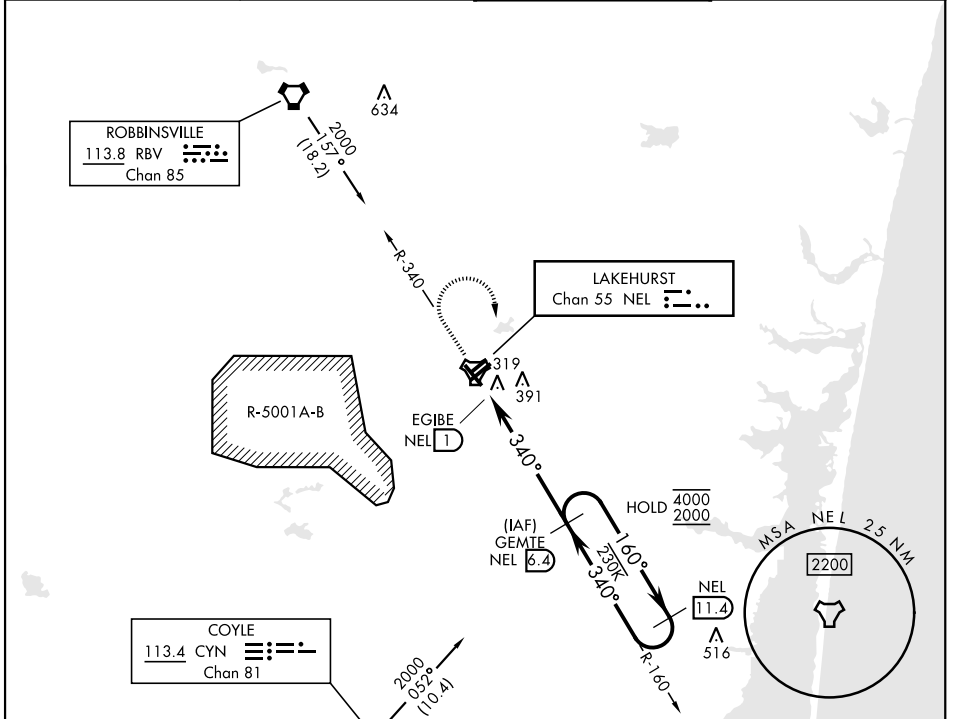 634
ROBBINSVILLE
113.8 RBV
Chan 85
2000
157°
(18.2)
R-340
LAKEHURST
Chan 55 NEL
319
391
R-5001A-B
EGIBE
NEL 1
340°
HOLD 4000
2000
(IAF)
GEMTE
NEL 6.4
160°
230K
340°
NEL
11.4
516
R-160
MSA NEL 25 NM
2200
COYLE
113.4 CYN
Chan 81
2000
052°
(10.4)